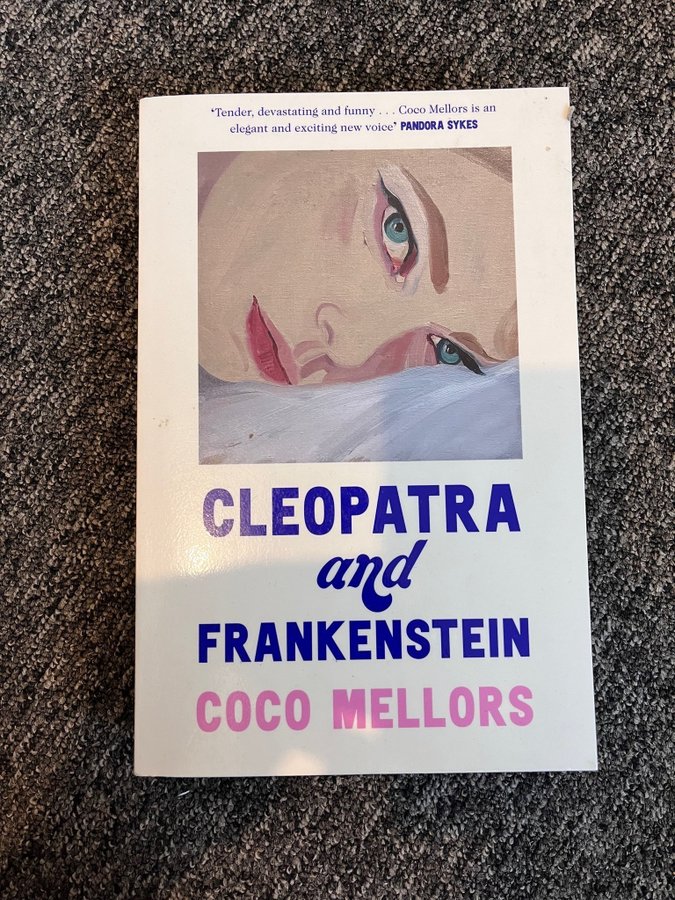 ‘Tender, devastating and funny . . . Coco Mellors is an
elegant and exciting new voice’ PANDORA SYKES
CLEOPATRA
and
FRANKENSTEIN
COCO MELLORS